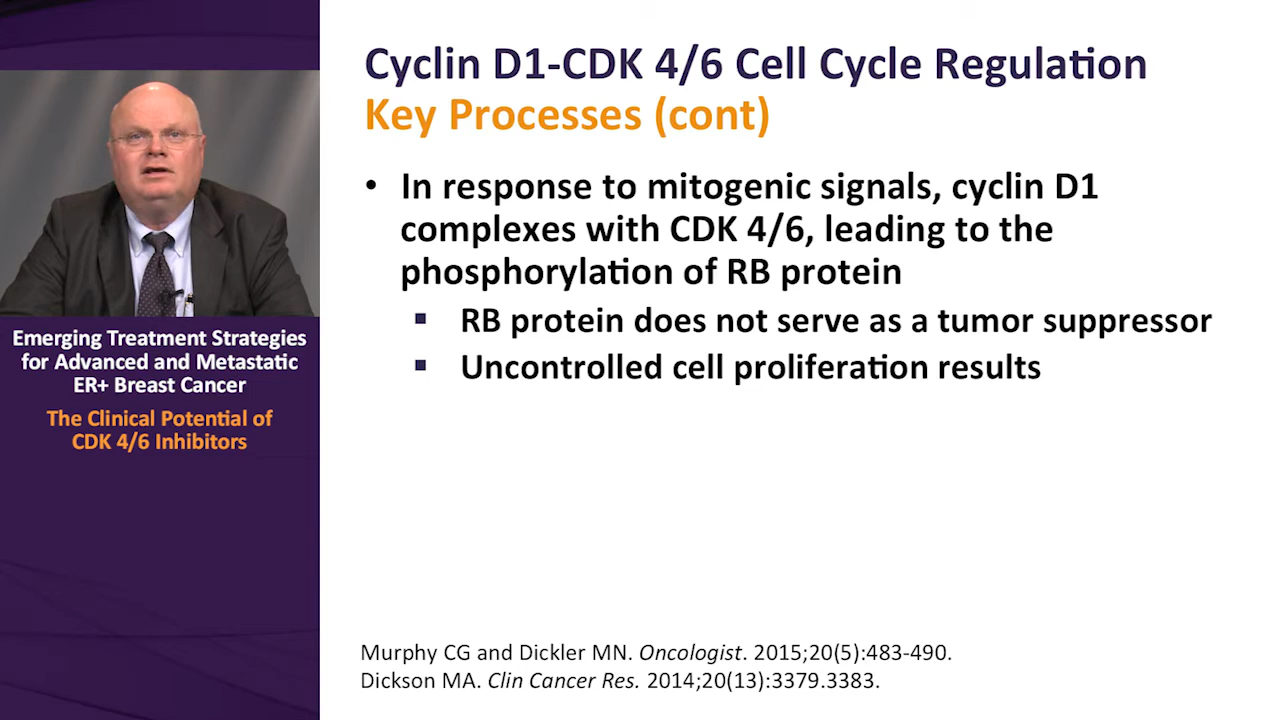 Cyclin D1-CDK 4/6 Cell Cycle Regulation
Key Processes (cont)
• In response to mitogenic signals, cyclin D1
complexes with CDK 4/6, leading to the
phosphorylation of RB protein
▪ RB protein does not serve as a tumor suppressor
▪ Uncontrolled cell proliferation results
Emerging Treatment Strategies
for Advanced and Metastatic
ER+ Breast Cancer
The Clinical Potential of
CDK 4/6 Inhibitors
Murphy CG and Dickler MN. Oncologist. 2015;20(5):483-490.
Dickson MA. Clin Cancer Res. 2014;20(13):3379.3383.